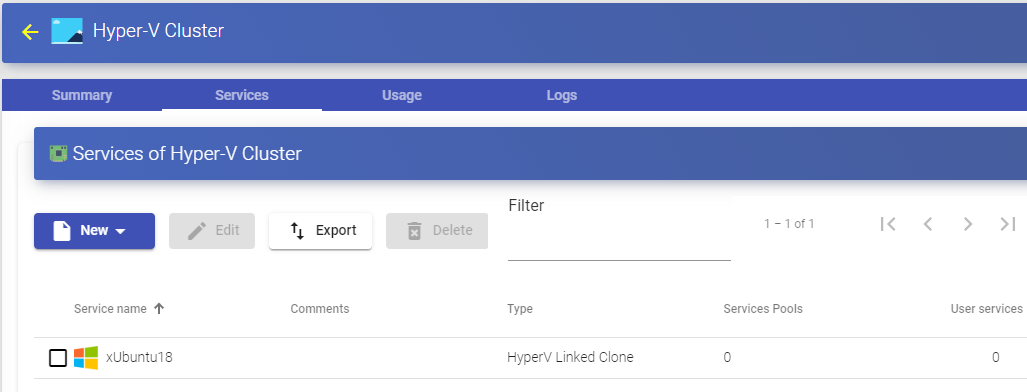 Hyper-V Cluster
Summary Services Usage Logs
Services of Hyper-V Cluster
Filter
New Edit Export Delete 1 – 1 of 1
Service name Comments Type Services Pools User services
xUbuntu18 HyperV Linked Clone 0 0